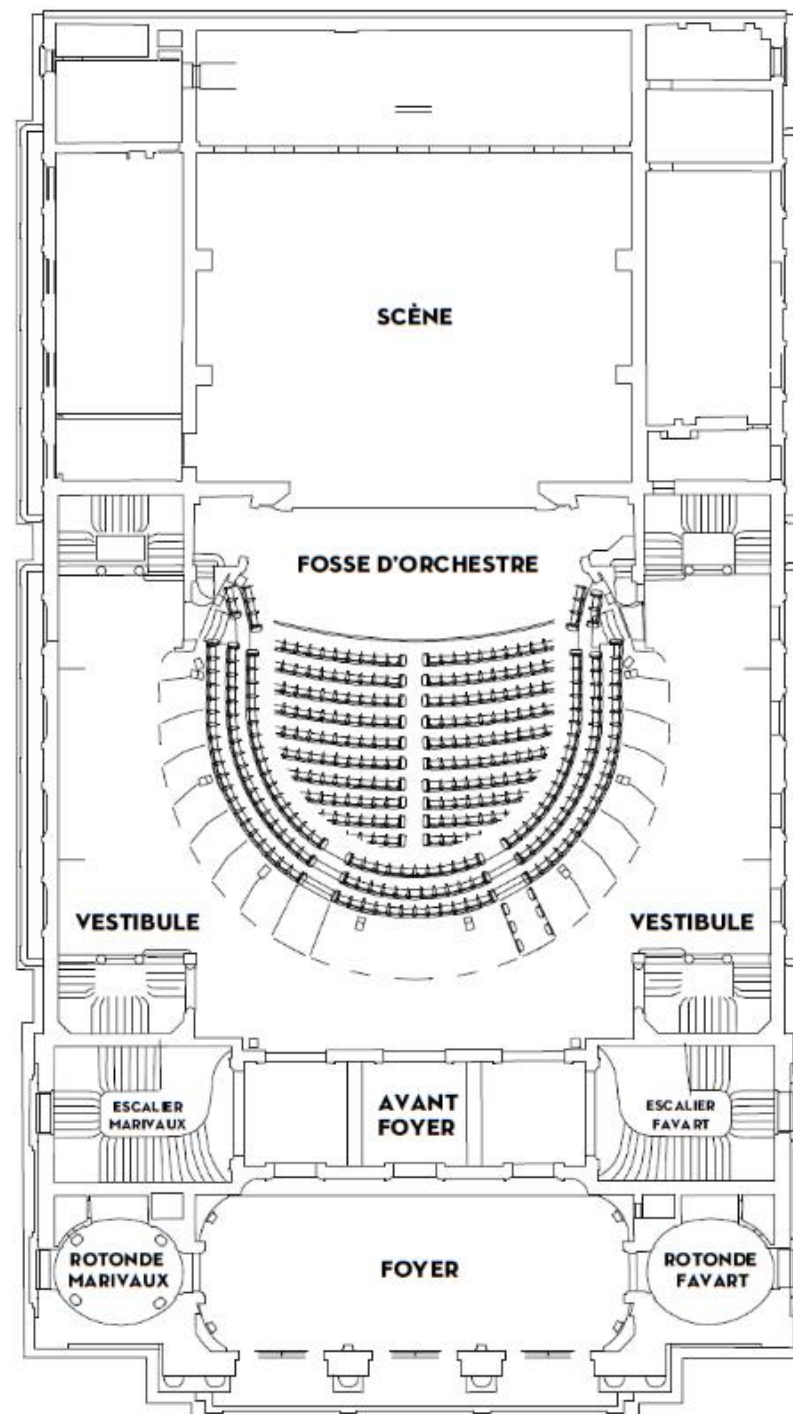 SCÈNE
FOSSE D'ORCHESTRE
VESTIBULE
VESTIBULE
ESCALIER
MARIVAUX
AVANT
FOYER
ESCALIER
FAVART
ROTONDE
MARIVAUX
FOYER
ROTONDE
FAVART